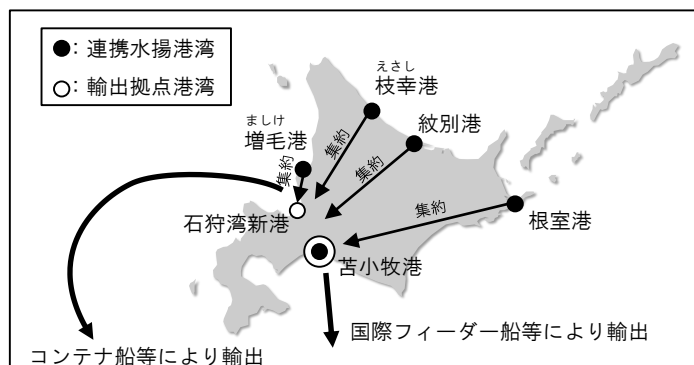 ●：連携水揚港湾
○：輸出拠点港湾
えさし
枝幸港
紋別港
ましけ
増毛港
集約
集約
集約
集約
石狩湾新港
根室港
苫小牧港
国際フィーダー船等により輸出
コンテナ船等により輸出